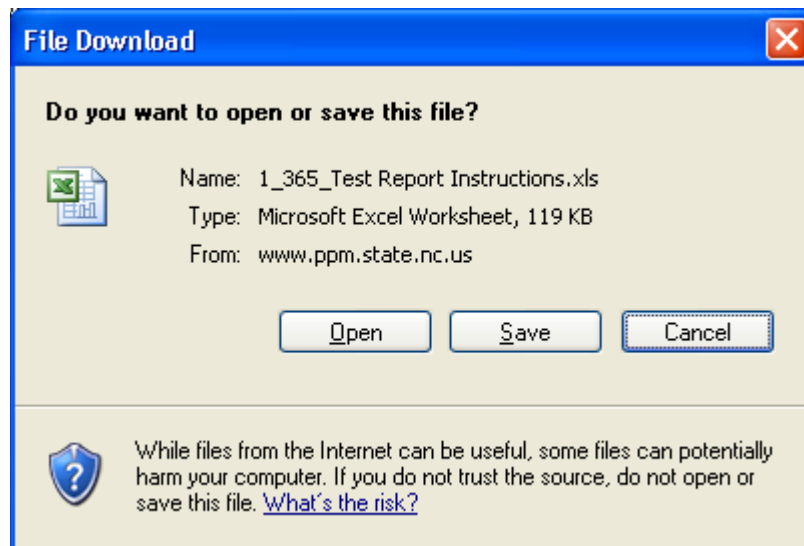 File Download
Do you want to open or save this file?
Name: 1_365_Test Report Instructions.xls
Type: Microsoft Excel Worksheet, 119 KB
From: www.ppm.state.nc.us
Open Save Cancel
While files from the Internet can be useful, some files can potentially
harm your computer. If you do not trust the source, do not open or
save this file. What's the risk?